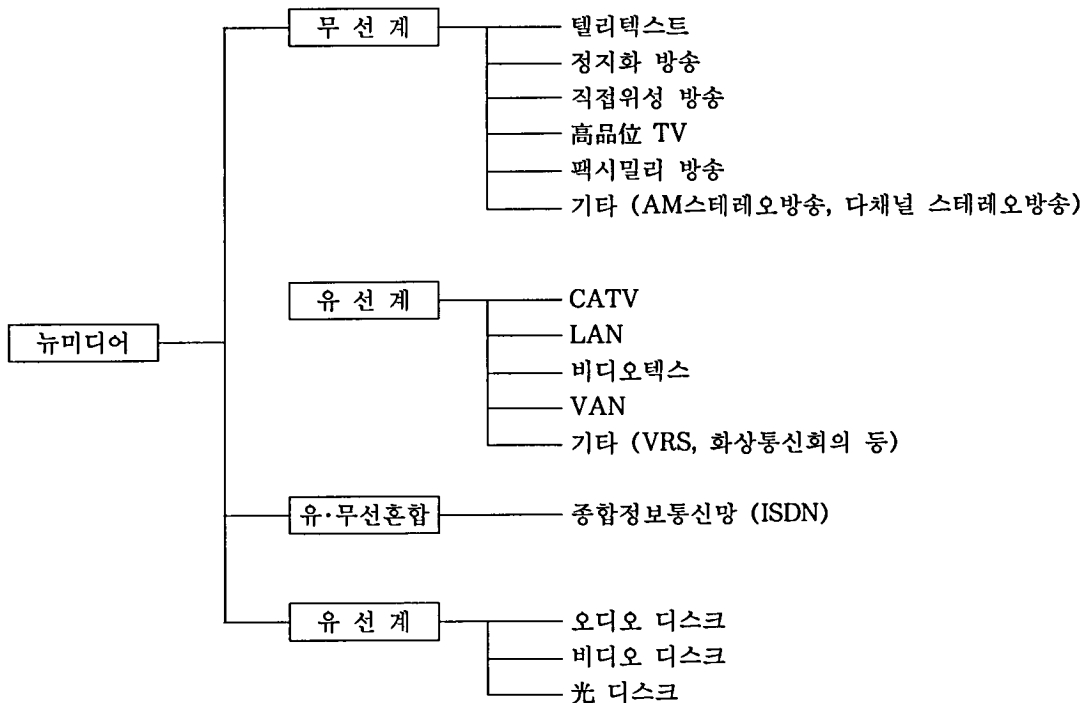 무 선 계
텔리텍스트
정지화 방송
직접위성 방송
高品位 TV
팩시밀리 방송
기타 (AM스테레오방송, 다채널 스테레오방송)
뉴미디어
유 선 계
CATV
LAN
비디오텍스
VAN
기타 (VRS, 화상통신회의 등)
유·무선혼합
종합정보통신망 (ISDN)
유 선 계
오디오 디스크
비디오 디스크
光 디스크